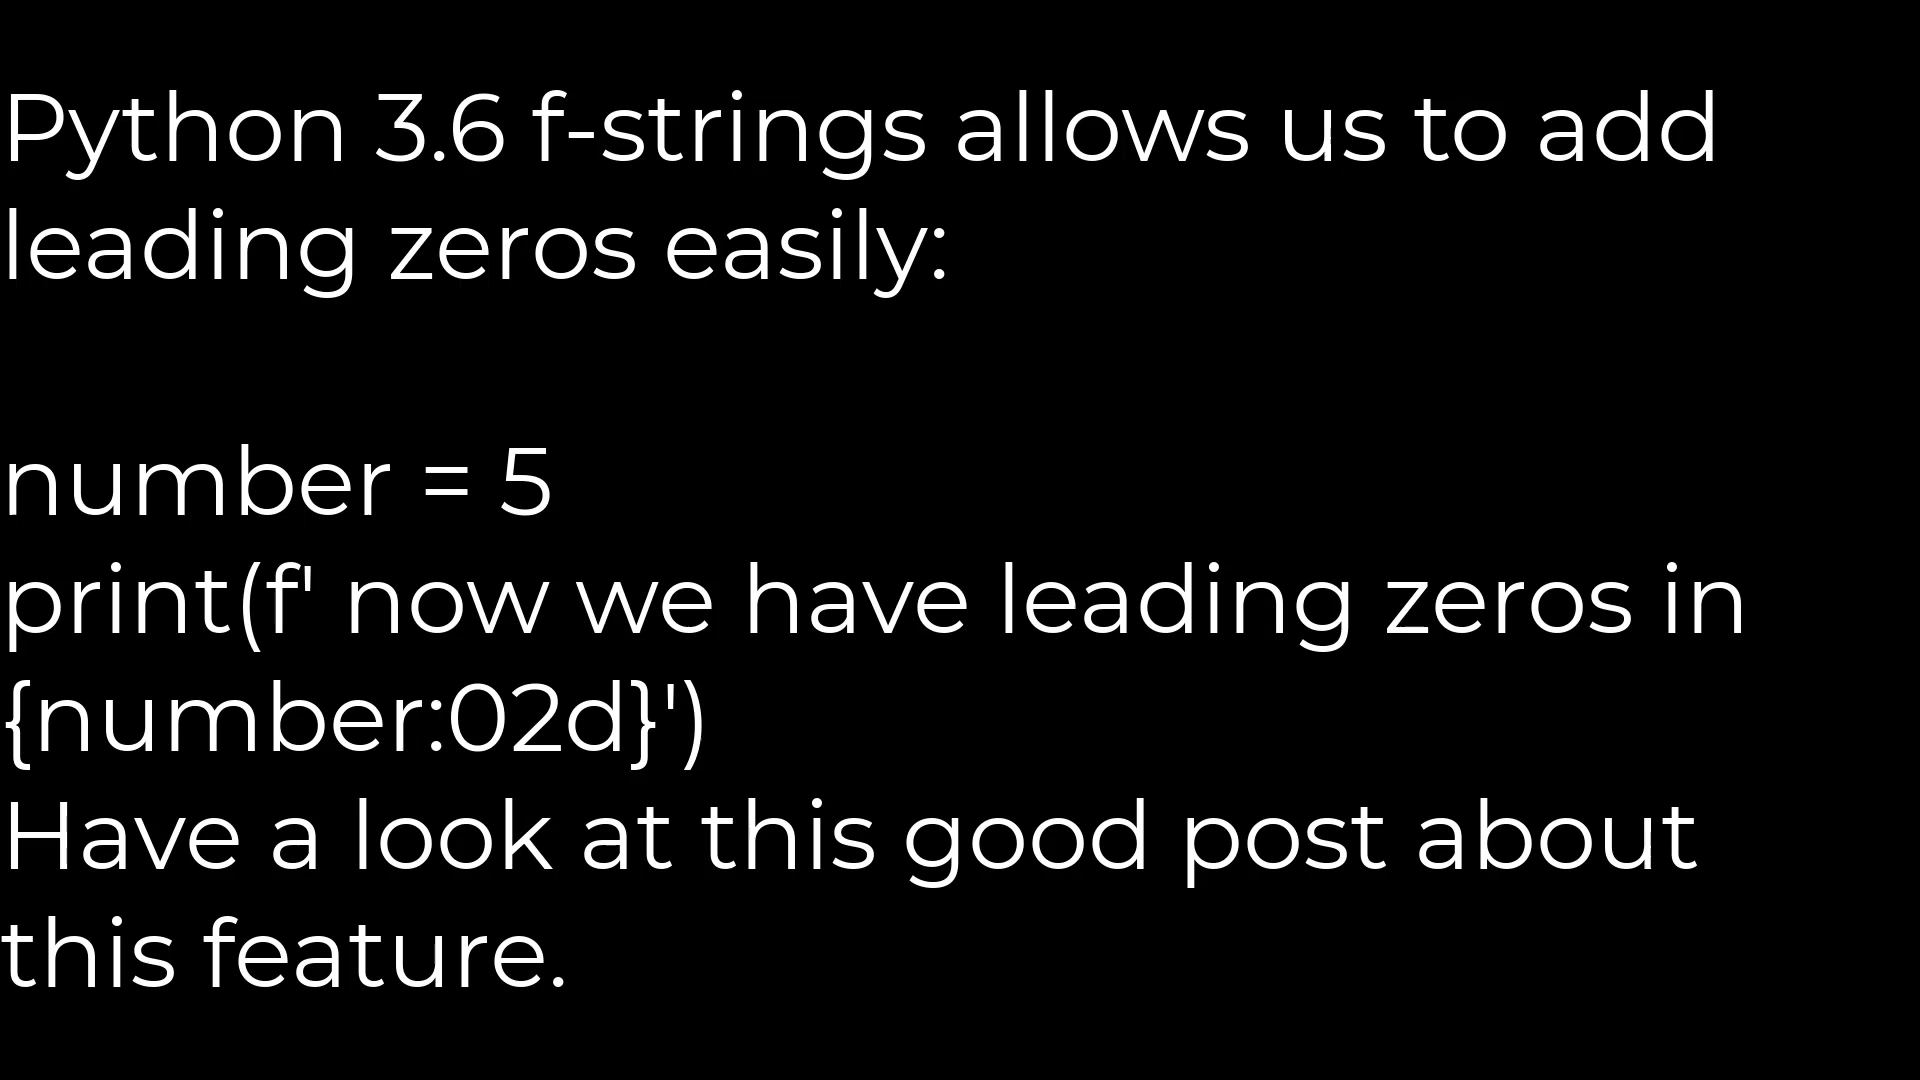 Python 3.6 f-strings allows us to add
leading zeros easily:
number = 5
print(f' now we have leading zeros in
{number:02d}')
Have a look at this good post about
this feature.